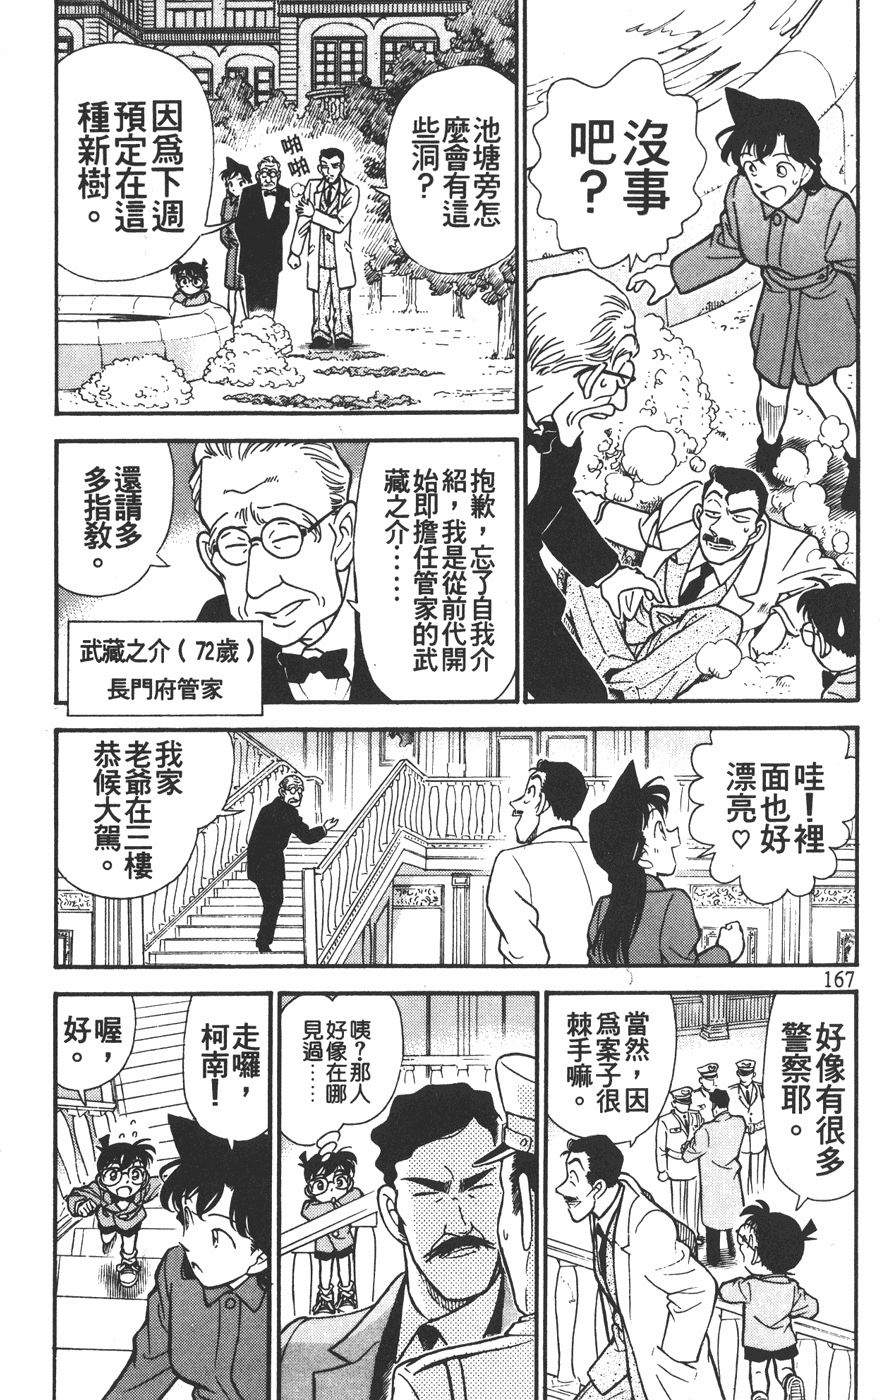 沒事
吧？
池塘旁怎
麼會有這
些洞？
啪
啪
因爲下週
預定在這
種新樹。
抱歉，忘了自我介
紹，我是從前代開
始即擔任管家的武
藏之介……
還請多
多指教。
武藏之介（72歲）
長門府管家
哇！裡
面也好
漂亮♡
我家
老爺在三樓
恭候大駕。
167
好像有很多
警察耶。
當然，因
爲案子很
棘手嘛。
咦？那人
好像在哪
見過……
走囉，
柯南！
喔，
好。